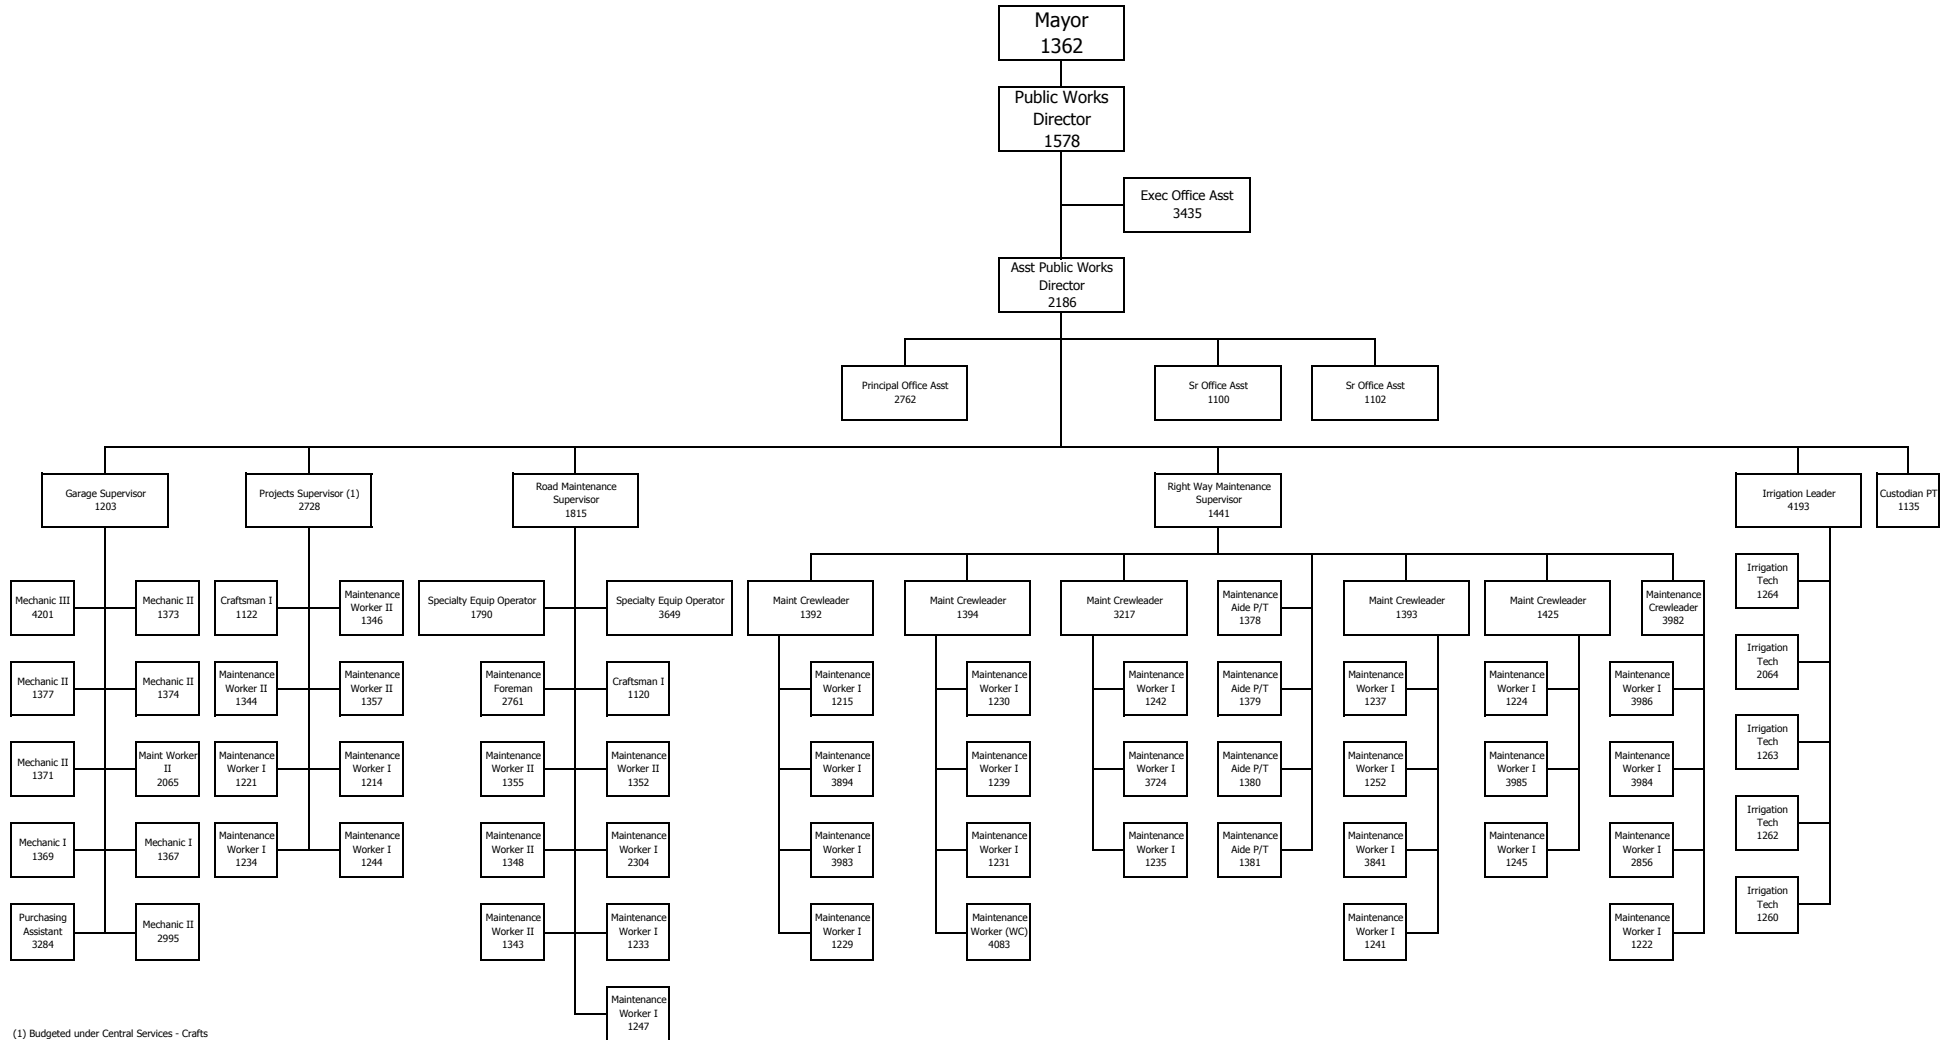 Mayor
1362
Public Works
Director
1578
Exec Office Asst
3435
Asst Public Works
Director
2186
Principal Office Asst
2762
Sr Office Asst
1100
Sr Office Asst
1102
Garage Supervisor
1203
Projects Supervisor (1)
2728
Road Maintenance
Supervisor
1815
Right Way Maintenance
Supervisor
1441
Irrigation Leader
4193
Custodian PT
1135
Mechanic III
4201
Mechanic II
1373
Mechanic II
1377
Mechanic II
1374
Mechanic II
1371
Maint Worker
II
2065
Mechanic I
1369
Mechanic I
1367
Purchasing
Assistant
3284
Mechanic II
2995
Craftsman I
1122
Maintenance
Worker II
1346
Maintenance
Worker II
1344
Maintenance
Worker II
1357
Maintenance
Worker I
1221
Maintenance
Worker I
1214
Maintenance
Worker I
1234
Maintenance
Worker I
1244
Specialty Equip Operator
1790
Specialty Equip Operator
3649
Maintenance
Foreman
2761
Craftsman I
1120
Maintenance
Worker II
1355
Maintenance
Worker II
1352
Maintenance
Worker II
1348
Maintenance
Worker I
2304
Maintenance
Worker II
1343
Maintenance
Worker I
1233
Maintenance
Worker I
1247
Maint Crewleader
1392
Maintenance
Worker I
1215
Maintenance
Worker I
3894
Maintenance
Worker I
3983
Maintenance
Worker I
1229
Maint Crewleader
1394
Maintenance
Worker I
1230
Maintenance
Worker I
1239
Maintenance
Worker I
1231
Maintenance
Worker (WC)
4083
Maint Crewleader
3217
Maintenance
Worker I
1242
Maintenance
Worker I
3724
Maintenance
Worker I
1235
Maintenance
Aide P/T
1378
Maintenance
Aide P/T
1379
Maintenance
Aide P/T
1380
Maintenance
Aide P/T
1381
Maint Crewleader
1393
Maintenance
Worker I
1237
Maintenance
Worker I
1252
Maintenance
Worker I
3841
Maintenance
Worker I
1241
Maint Crewleader
1425
Maintenance
Worker I
1224
Maintenance
Worker I
3985
Maintenance
Worker I
1245
Maintenance
Crewleader
3982
Maintenance
Worker I
3986
Maintenance
Worker I
3984
Maintenance
Worker I
2856
Maintenance
Worker I
1222
Irrigation
Tech
1264
Irrigation
Tech
2064
Irrigation
Tech
1263
Irrigation
Tech
1262
Irrigation
Tech
1260
(1) Budgeted under Central Services - Crafts